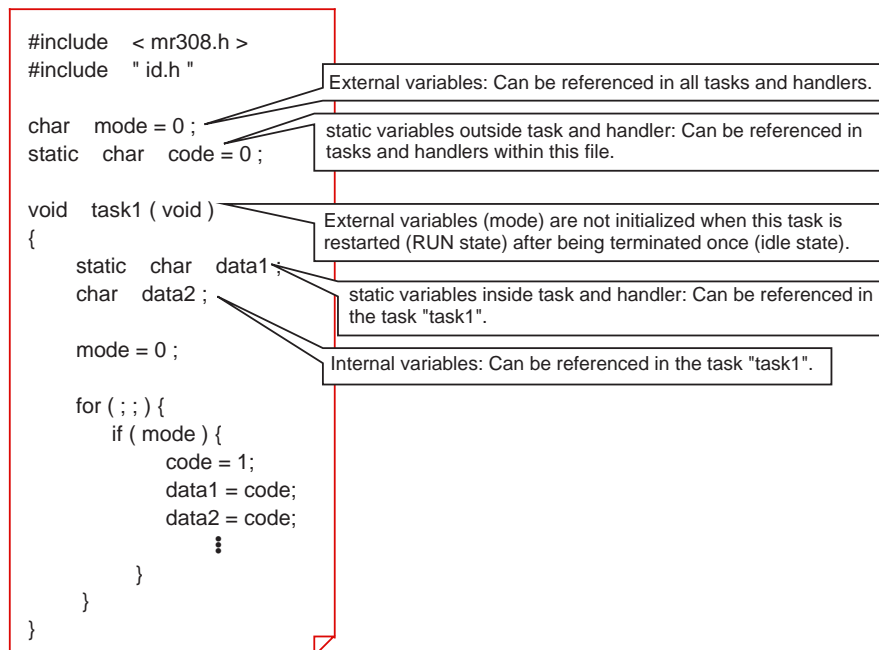 #include < mr308.h >
#include " id.h "
External variables: Can be referenced in all tasks and handlers.
char mode = 0 ;
static char code = 0 ;
static variables outside task and handler: Can be referenced in
tasks and handlers within this file.
void task1 ( void )
{
External variables (mode) are not initialized when this task is
restarted (RUN state) after being terminated once (idle state).
static char data1 ;
char data2 ;
static variables inside task and handler: Can be referenced in
the task "task1".
mode = 0 ;
Internal variables: Can be referenced in the task "task1".
for ( ; ; ) {
if ( mode ) {
code = 1;
data1 = code;
data2 = code;
}
}
}